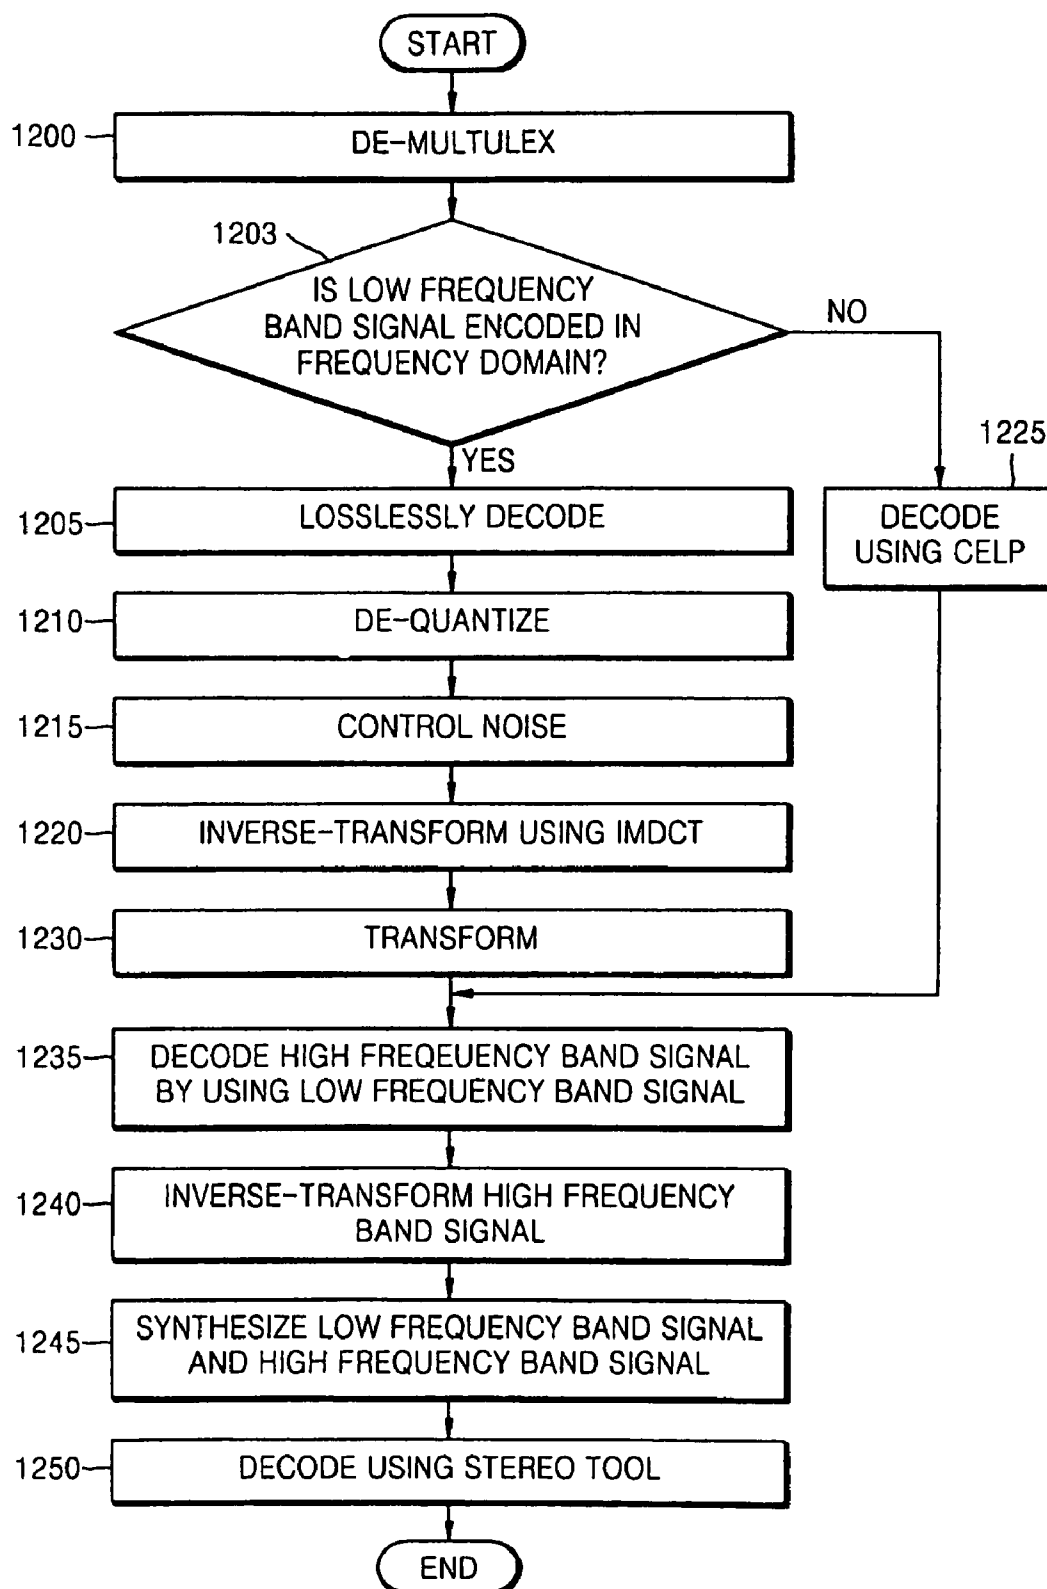 START
1200
DE-MULTULEX
1203
IS LOW FREQUENCY
BAND SIGNAL ENCODED IN
FREQUENCY DOMAIN?
NO
YES
1225
1205
LOSSLESSLY DECODE
DECODE
USING CELP
1210
DE-QUANTIZE
1215
CONTROL NOISE
1220
INVERSE-TRANSFORM USING IMDCT
1230
TRANSFORM
1235
DECODE HIGH FREQEUENCY BAND SIGNAL
BY USING LOW FREQUENCY BAND SIGNAL
1240
INVERSE-TRANSFORM HIGH FREQUENCY
BAND SIGNAL
1245
SYNTHESIZE LOW FREQUENCY BAND SIGNAL
AND HIGH FREQUENCY BAND SIGNAL
1250
DECODE USING STEREO TOOL
END